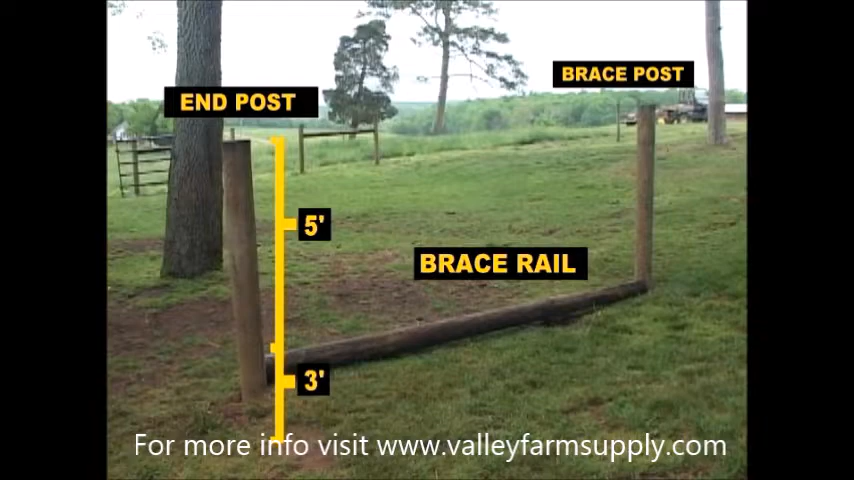 BRACE POST
END POST
5'
BRACE RAIL
3'
For more info visit www.valleyfarmsupply.com